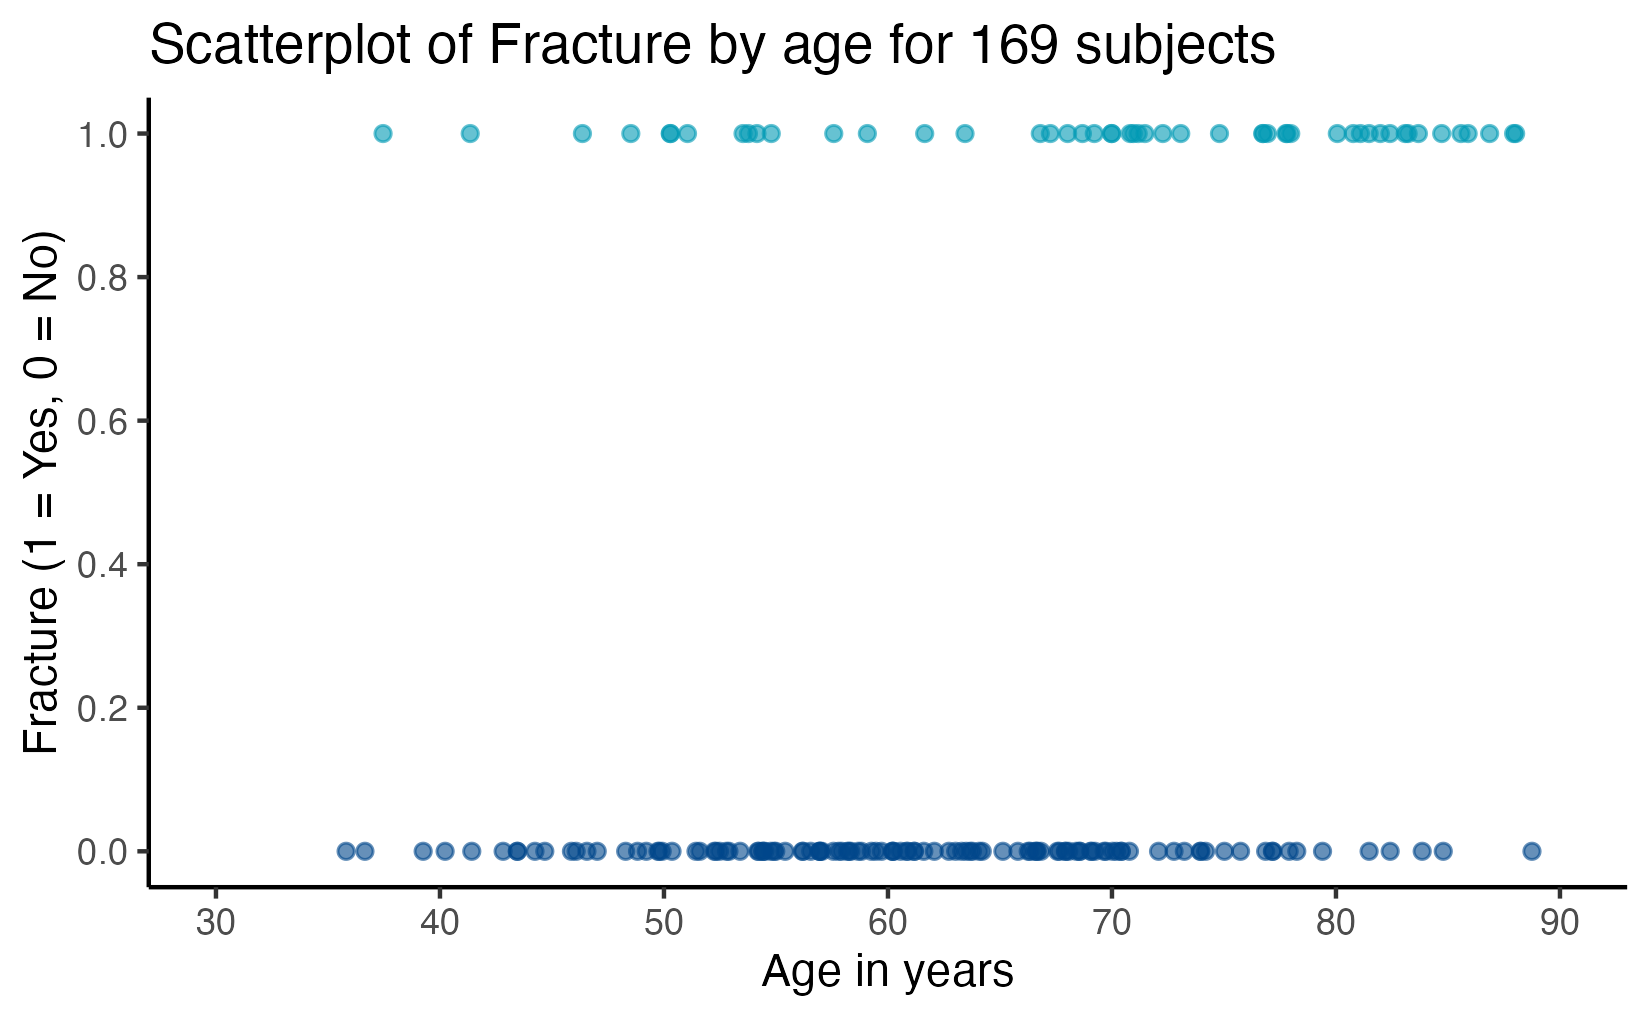 Scatterplot of Fracture by age for 169 subjects
Fracture (1 = Yes, 0 = No)
1.0
0.8
0.6
0.4
0.2
0.0
30 40 50 60 70 80 90
Age in years